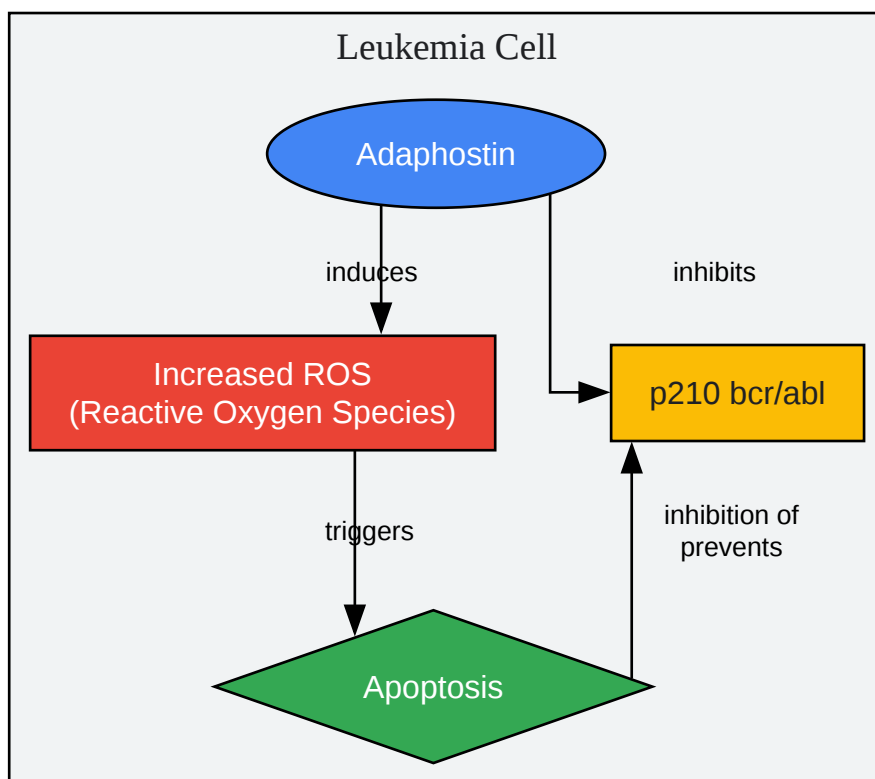 Leukemia Cell
Adaphostin
induces
inhibits
Increased ROS
(Reactive Oxygen Species)
p210 bcr/abl
triggers
inhibition of
prevents
Apoptosis